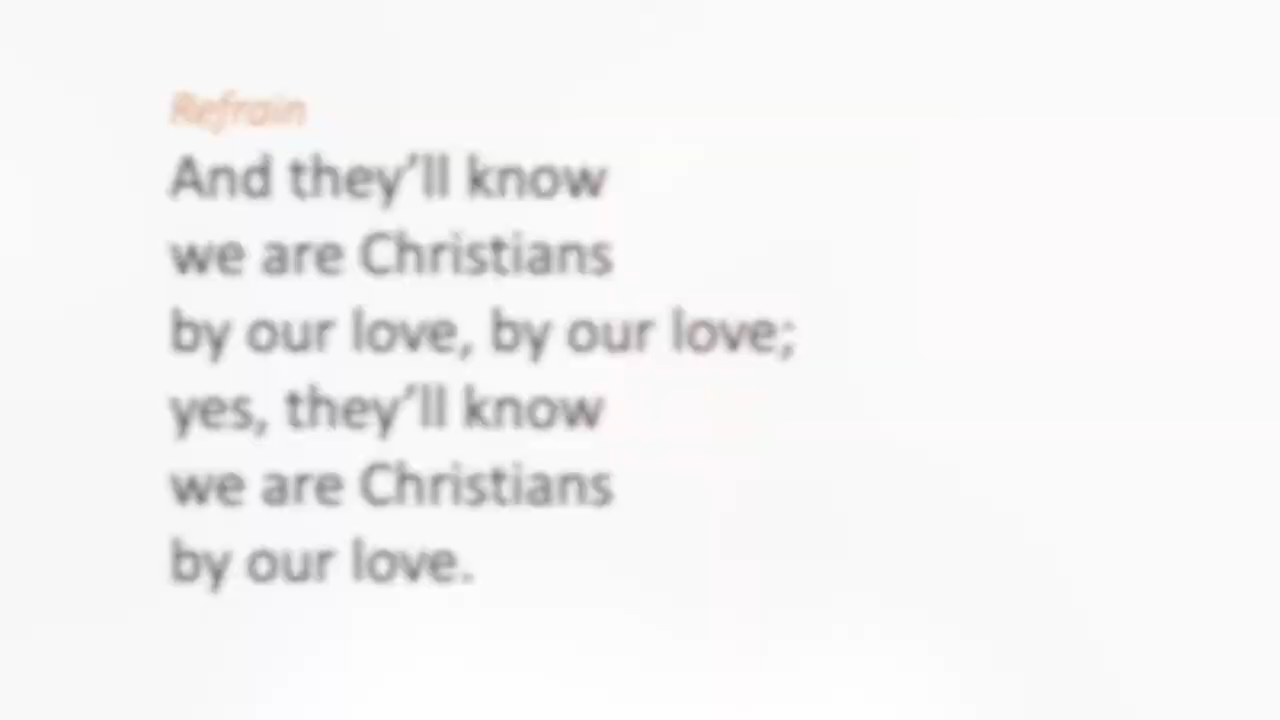 Refrain
And they’ll know
we are Christians
by our love, by our love;
yes, they’ll know
we are Christians
by our love.